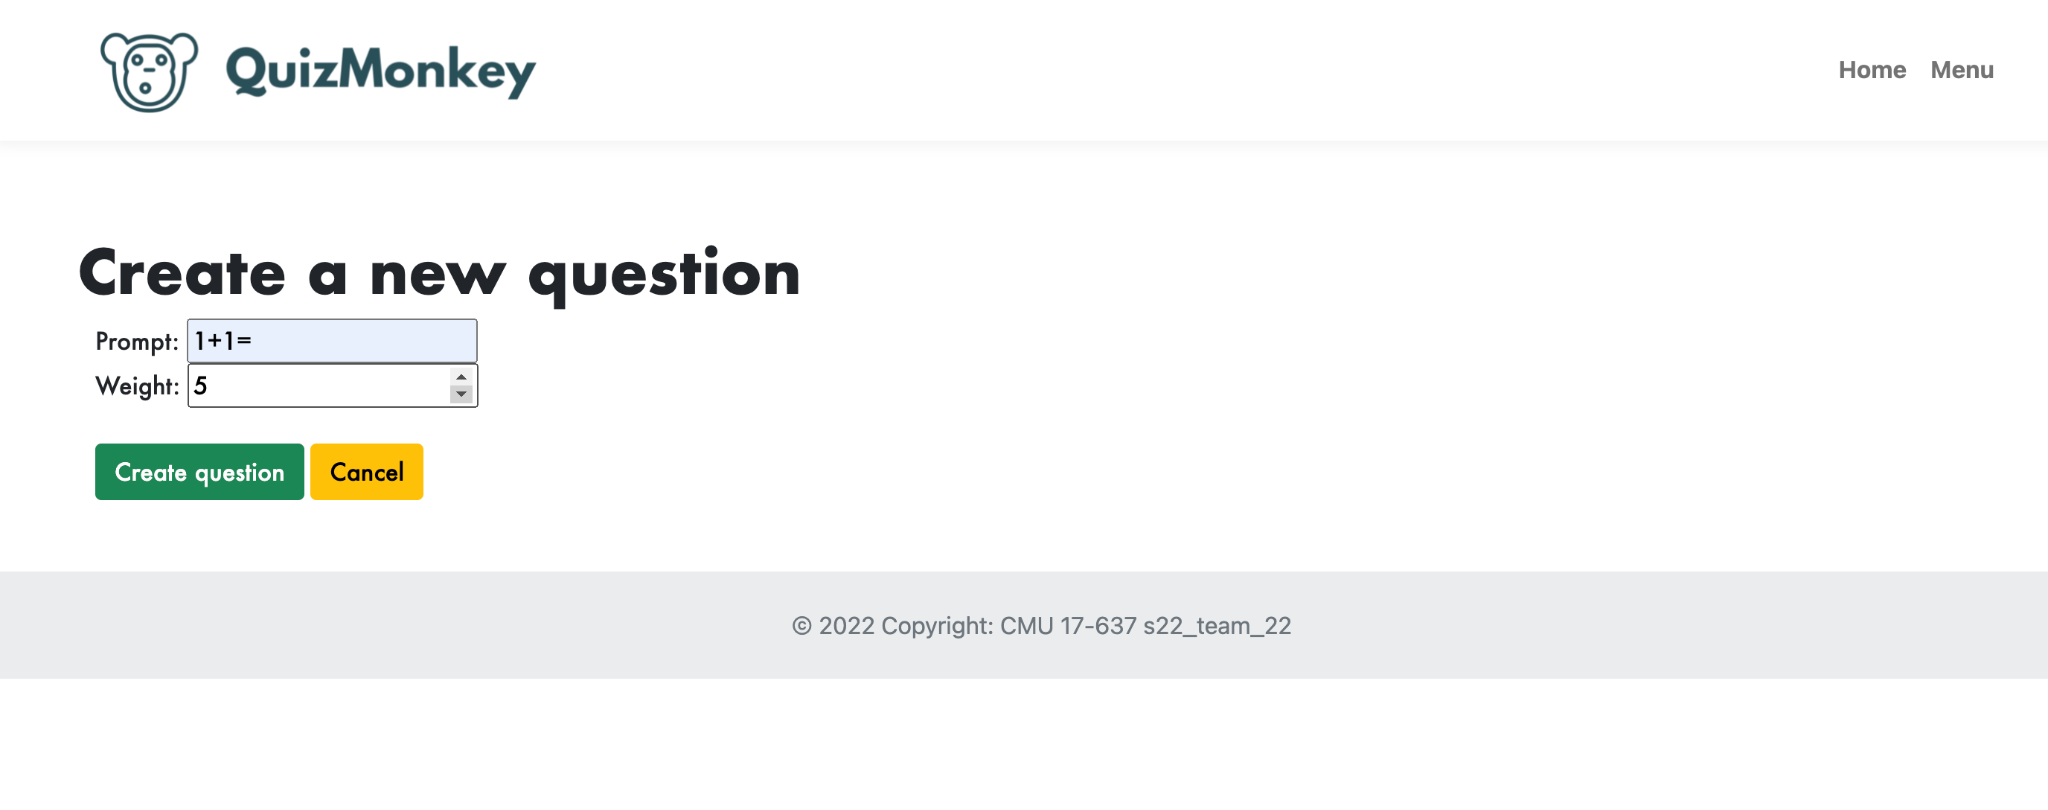 QuizMonkey
Home Menu
Create a new question
Prompt: 1+1=
Weight: 5
Create question Cancel
© 2022 Copyright: CMU 17-637 s22_team_22